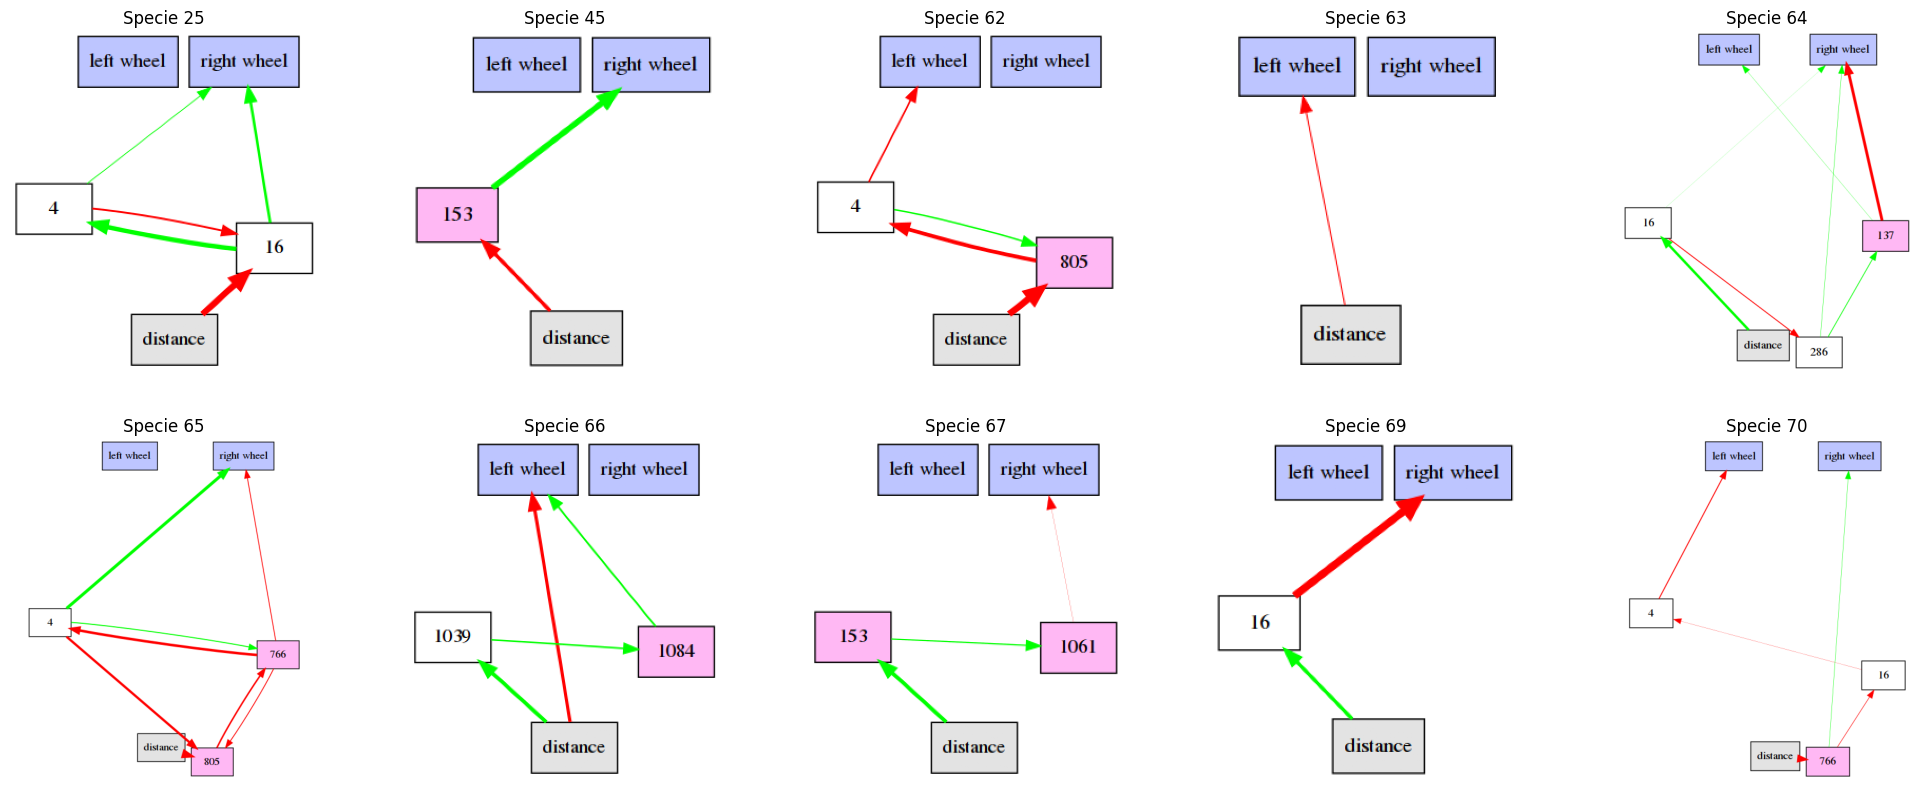 Specie 25
left wheel
right wheel
4
16
distance
Specie 45
left wheel
right wheel
153
distance
Specie 62
left wheel
right wheel
4
805
distance
Specie 63
left wheel
right wheel
distance
Specie 64
left wheel
right wheel
16
137
distance
286
Specie 65
left wheel
right wheel
4
766
distance
805
Specie 66
left wheel
right wheel
1039
1084
distance
Specie 67
left wheel
right wheel
153
1061
distance
Specie 69
left wheel
right wheel
16
distance
Specie 70
left wheel
right wheel
4
16
distance
766